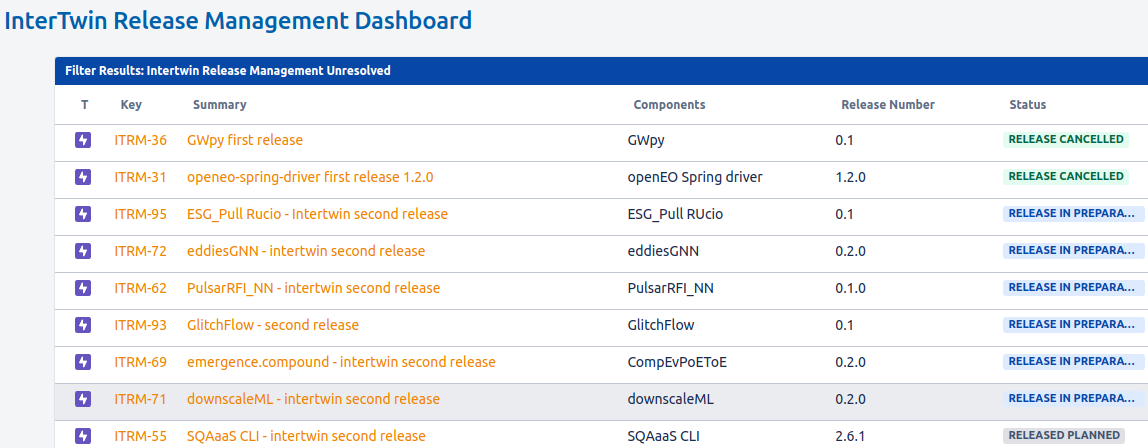 InterTwin Release Management Dashboard
Filter Results: Intertwin Release Management Unresolved
T Key Summary Components Release Number Status
ITRM-36 GWpy first release GWpy 0.1 RELEASE CANCELLED
ITRM-31 openeo-spring-driver first release 1.2.0 openEO Spring driver 1.2.0 RELEASE CANCELLED
ITRM-95 ESG_Pull Rucio - Intertwin second release ESG_Pull RUcio 0.1 RELEASE IN PREPARA...
ITRM-72 eddiesGNN - intertwin second release eddiesGNN 0.2.0 RELEASE IN PREPARA...
ITRM-62 PulsarRFI_NN - intertwin second release PulsarRFI_NN 0.1.0 RELEASE IN PREPARA...
ITRM-93 GlitchFlow - second release GlitchFlow 0.1 RELEASE IN PREPARA...
ITRM-69 emergence.compound - intertwin second release CompEvPoEToE 0.2.0 RELEASE IN PREPARA...
ITRM-71 downscaleML - intertwin second release downscaleML 0.2.0 RELEASE IN PREPARA...
ITRM-55 SQAaaS CLI - intertwin second release SQAaaS CLI 2.6.1 RELEASED PLANNED